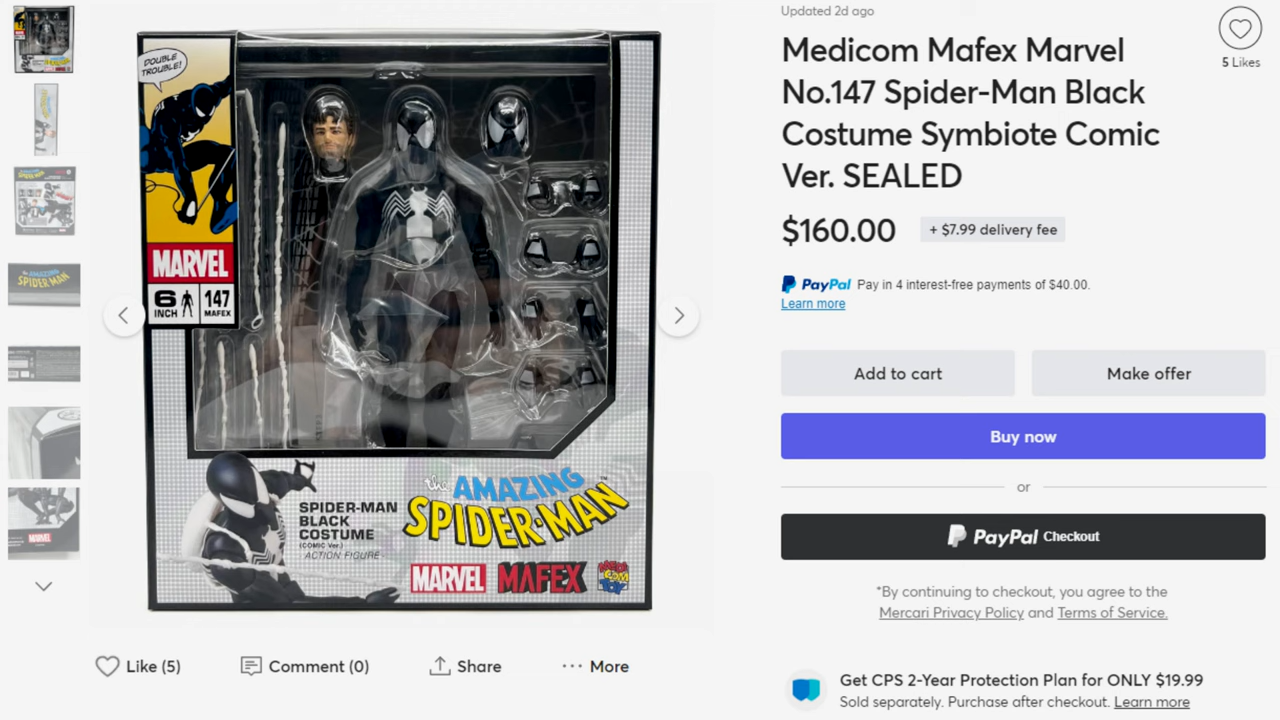 DOUBLE
TROUBLE!
MARVEL
6
INCH
147
MAFEX
SPIDER-MAN
BLACK
COSTUME
(COMIC Ver.)
ACTION FIGURE
the AMAZING
SPIDER-MAN
MARVEL MAFEX
Like (5)
Comment (0)
Share
More
Updated 2d ago
5 Likes
Medicom Mafex Marvel
No.147 Spider-Man Black
Costume Symbiote Comic
Ver. SEALED
$160.00
+ $7.99 delivery fee
PayPal Pay in 4 interest-free payments of $40.00.
Learn more
Add to cart
Make offer
Buy now
or
PayPal Checkout
*By continuing to checkout, you agree to the
Mercari Privacy Policy and Terms of Service.
Get CPS 2-Year Protection Plan for ONLY $19.99
Sold separately. Purchase after checkout. Learn more